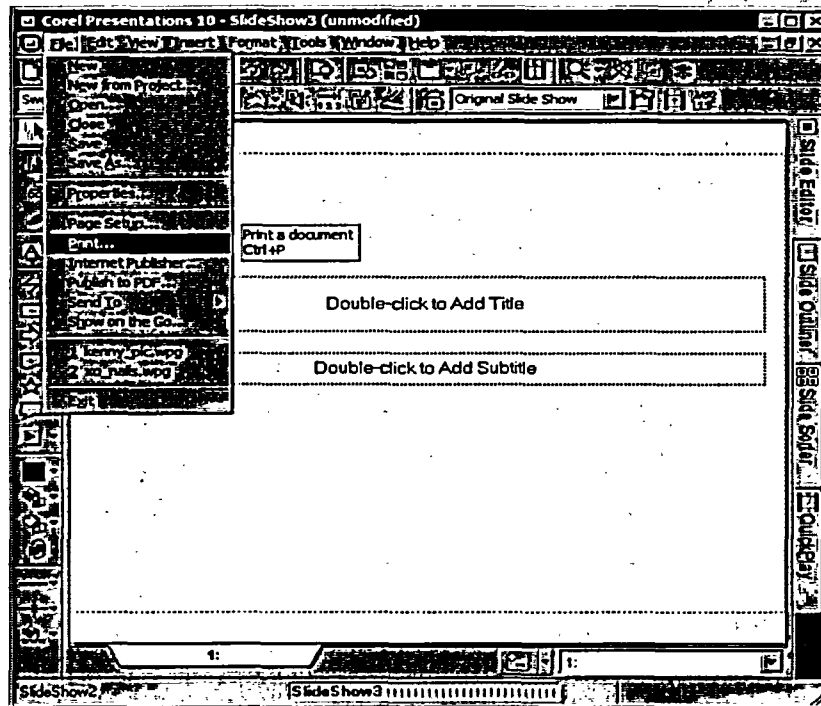 Corel Presentations 10 - SlideShow3 (unmodified)
File Edit View Insert Format Tools Window Help
New
New from Project...
Open...
Close
Save
Save As...
Properties...
Page Setup...
Print...
Internet Publisher...
Publish to PDF...
Send To
Show on the Go...
1 kenny_pic.wpg
2 xo_nails.wpg
Exit
Original Slide Show
Print a document
Ctrl+P
Double-click to Add Title
Double-click to Add Subtitle
Slide Editor
Slide Outliner
Slide Sorter
QuickPlay
1:
1:
SlideShow2
SlideShow3